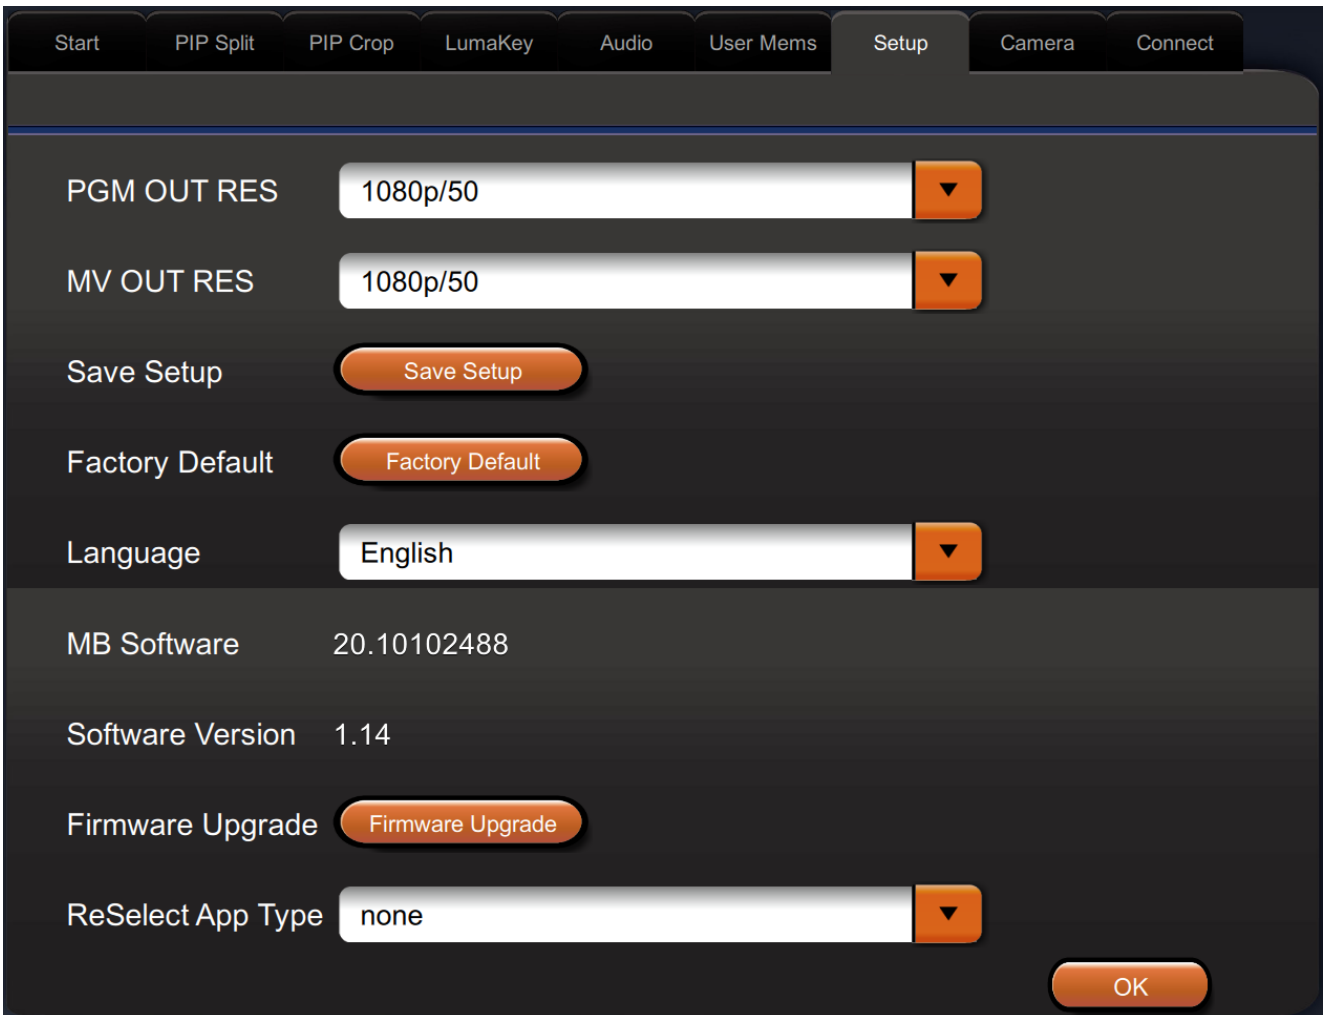 Start PIP Split PIP Crop LumaKey Audio User Mems Setup Camera Connect
PGM OUT RES 1080p/50
MV OUT RES 1080p/50
Save Setup Save Setup
Factory Default Factory Default
Language English
MB Software 20.10102488
Software Version 1.14
Firmware Upgrade Firmware Upgrade
ReSelect App Type none
OK